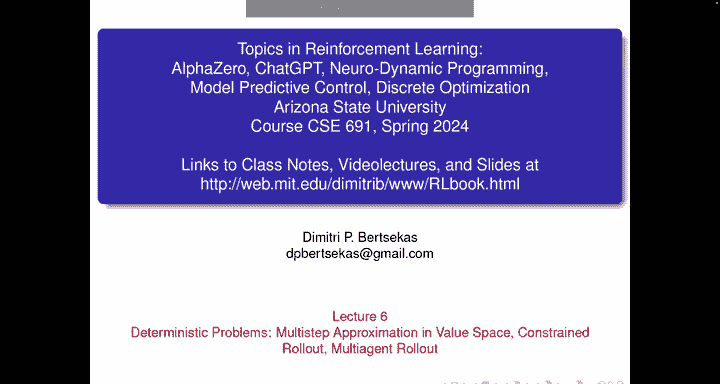 Topics in Reinforcement Learning:
AlphaZero, ChatGPT, Neuro-Dynamic Programming,
Model Predictive Control, Discrete Optimization
Arizona State University
Course CSE 691, Spring 2024
Links to Class Notes, Videolectures, and Slides at
http://web.mit.edu/dimitrib/www/RLbook.html
Dimitri P. Bertsekas
dpbertsekas@gmail.com
Lecture 6
Deterministic Problems: Multistep Approximation in Value Space, Constrained
Rollout, Multiagent Rollout